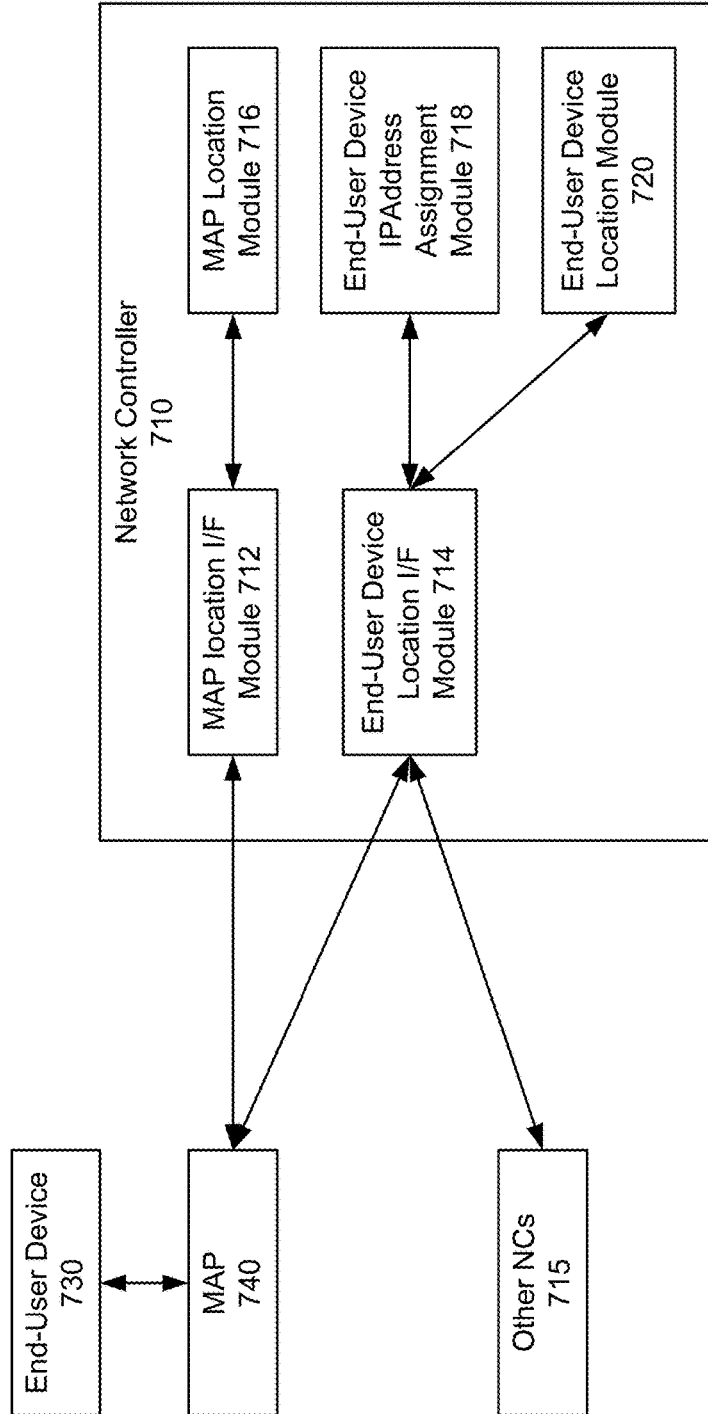 End-User Device
730
MAP
740
Other NCs
715
Network Controller
710
MAP location I/F
Module 712
End-User Device
Location I/F
Module 714
MAP Location
Module 716
End-User Device
IPAddress
Assignment
Module 718
End-User Device
Location Module
720